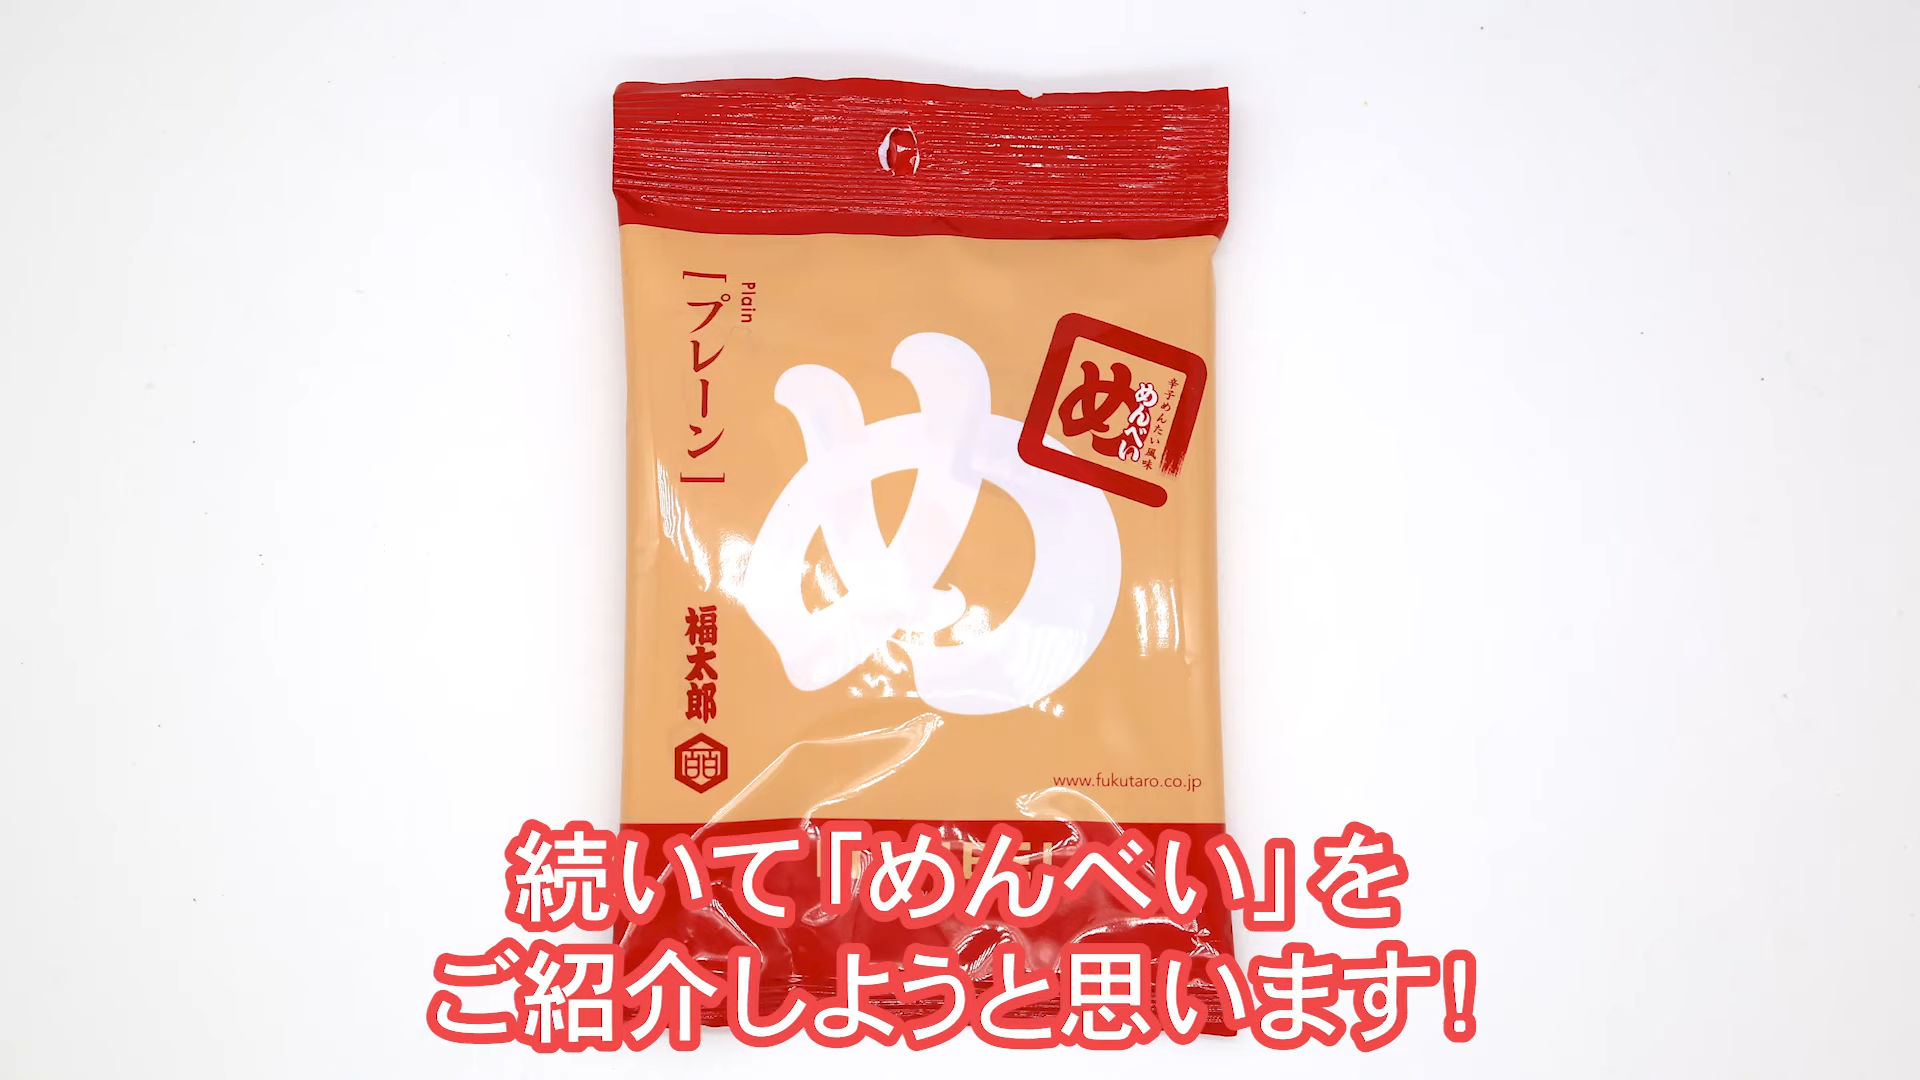 Plain
[プレーン]
め
め
めんべい
辛子めんたい風味
福太郎
www.fukutaro.co.jp
続いて「めんべい」を
ご紹介しようと思います!